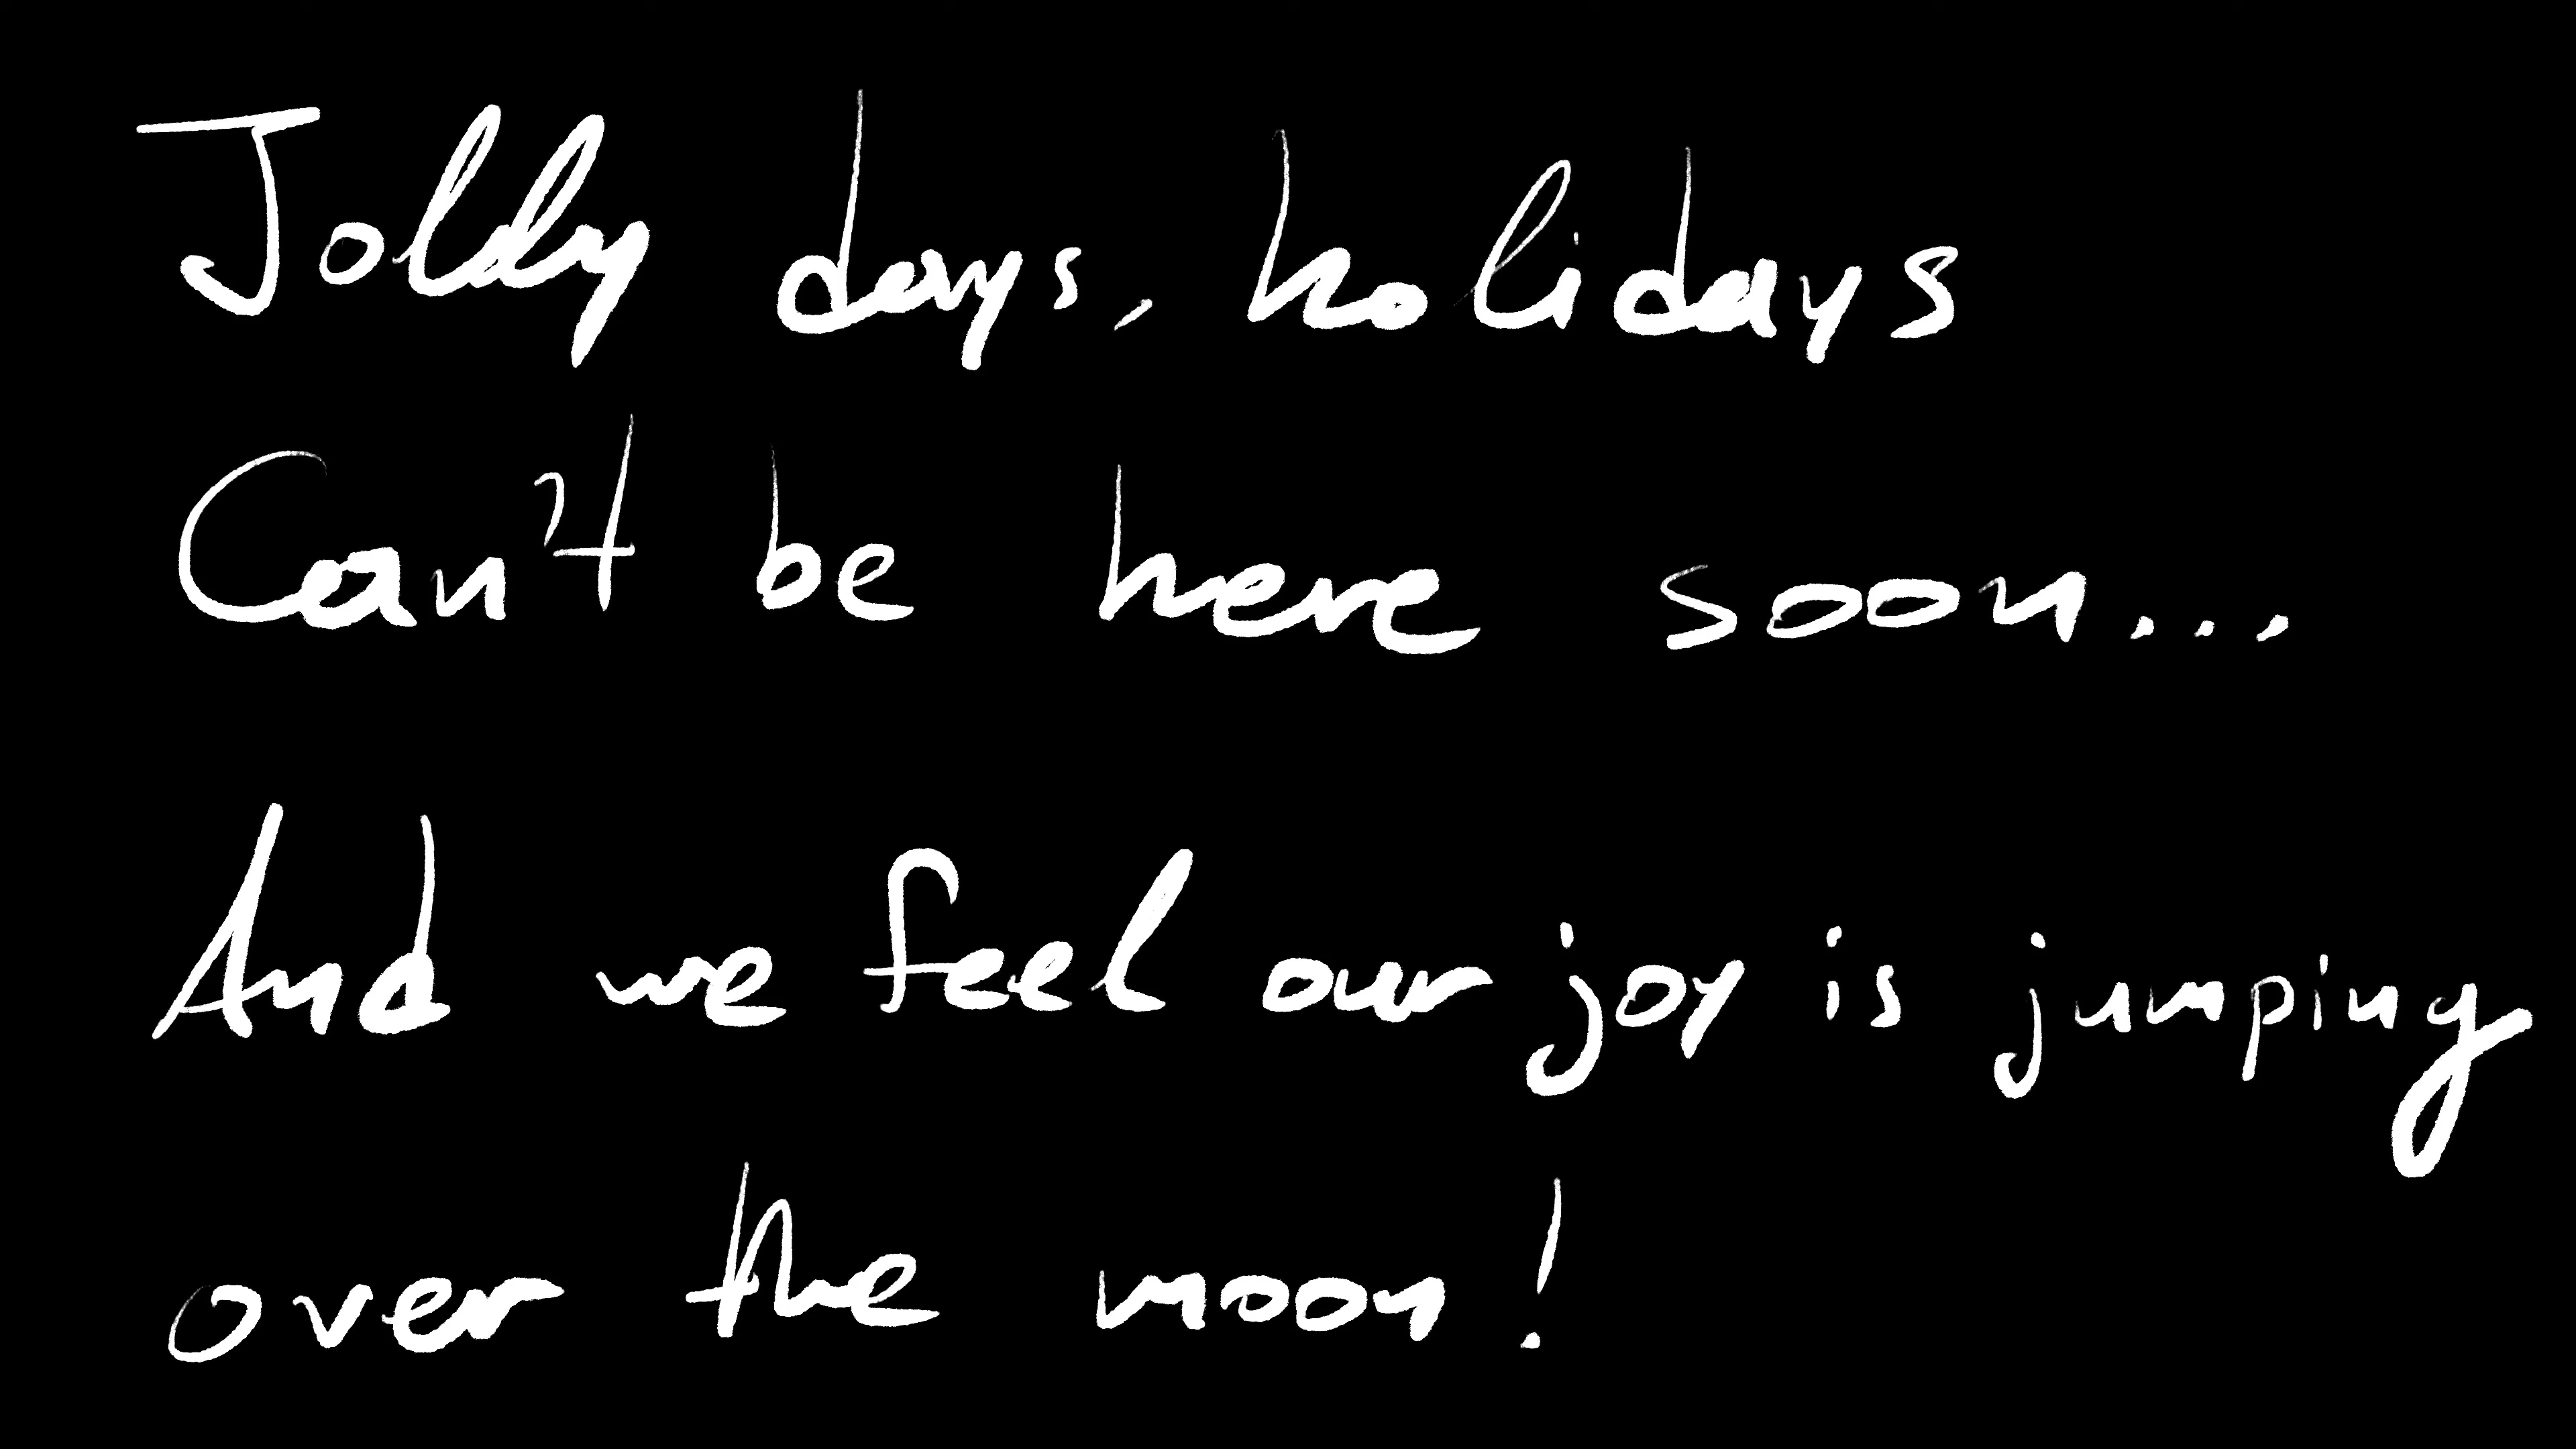 Jolly days, holidays
Can't be here soon...
And we feel our joy is jumping
over the moon!